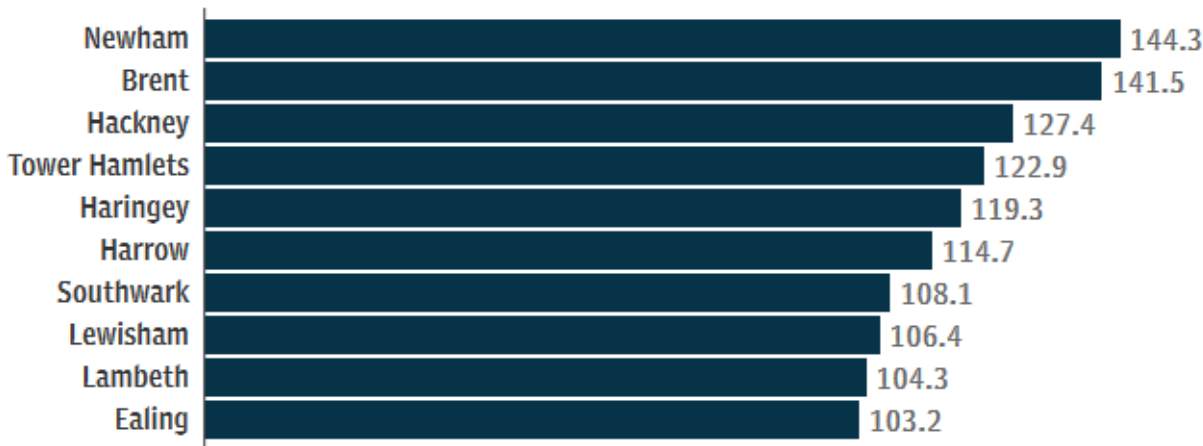 Newham 144.3
Brent 141.5
Hackney 127.4
Tower Hamlets 122.9
Haringey 119.3
Harrow 114.7
Southwark 108.1
Lewisham 106.4
Lambeth 104.3
Ealing 103.2